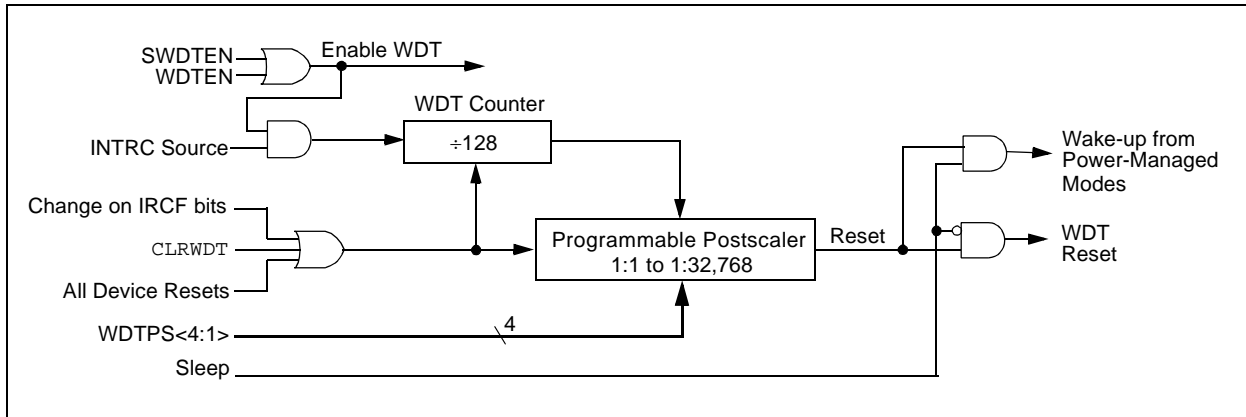 SWDTEN
WDTEN
Enable WDT
WDT Counter
INTRC Source
÷128
Wake-up from
Power-Managed
Modes
Change on IRCF bits
CLRWDT
All Device Resets
Programmable Postscaler
1:1 to 1:32,768
Reset
WDT
Reset
WDTPS<4:1>
4
Sleep